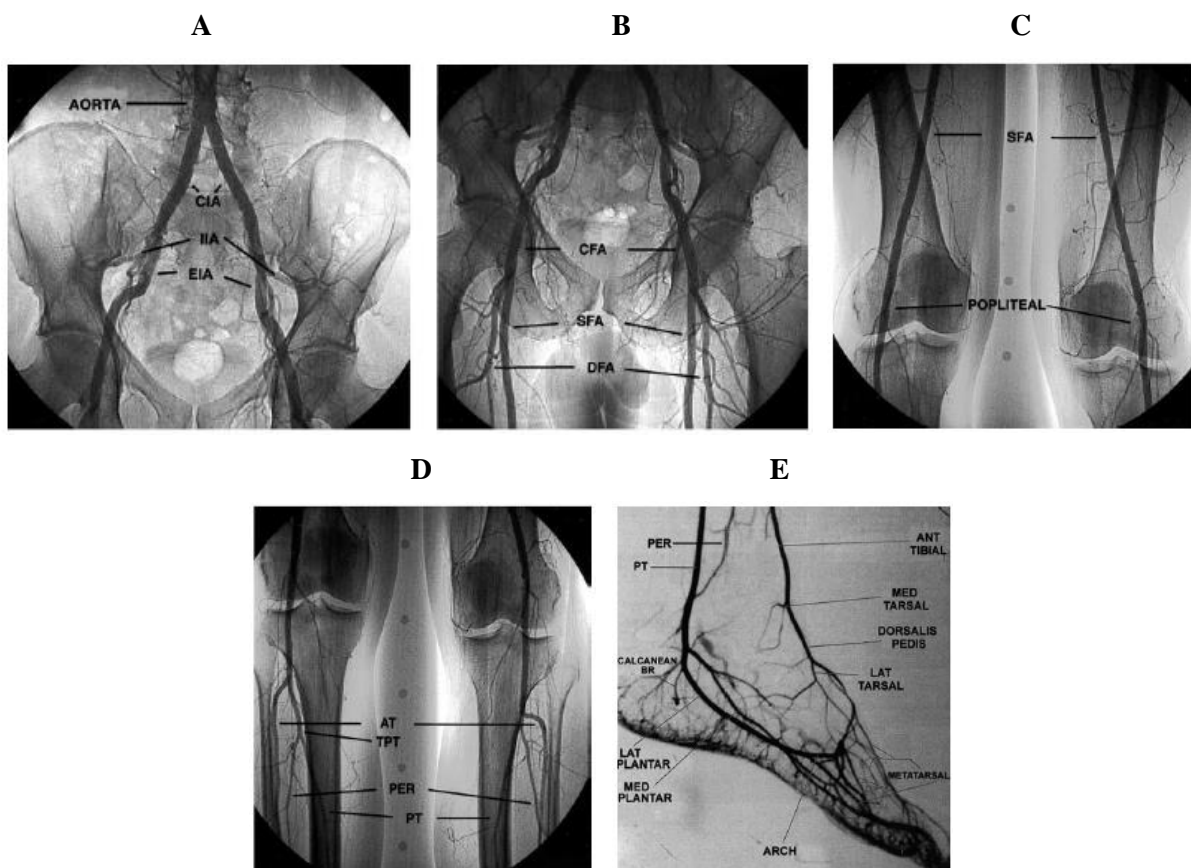 A
B
C
AORTA
CIA
IIA
EIA
CFA
SFA
DFA
SFA
POPLITEAL
D
E
AT
TPT
PER
PT
PER
PT
ANT
TIBIAL
MED
TARSAL
DORSALIS
PEDIS
CALCANEAN
BR
LAT
TARSAL
LAT
PLANTAR
MED
PLANTAR
METATARSAL
ARCH